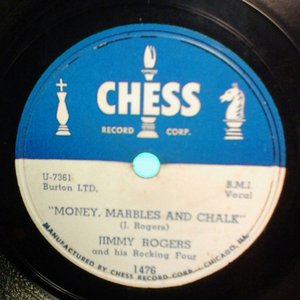 CHESS
RECORD CORP.
U-7361
Burton LTD.
B.M.I.
Vocal
"MONEY, MARBLES AND CHALK"
(J. Rogers)
JIMMY ROGERS
and his Rocking Four
1476
MANUFACTURED BY CHESS RECORD CORP. • CHICAGO, ILL.